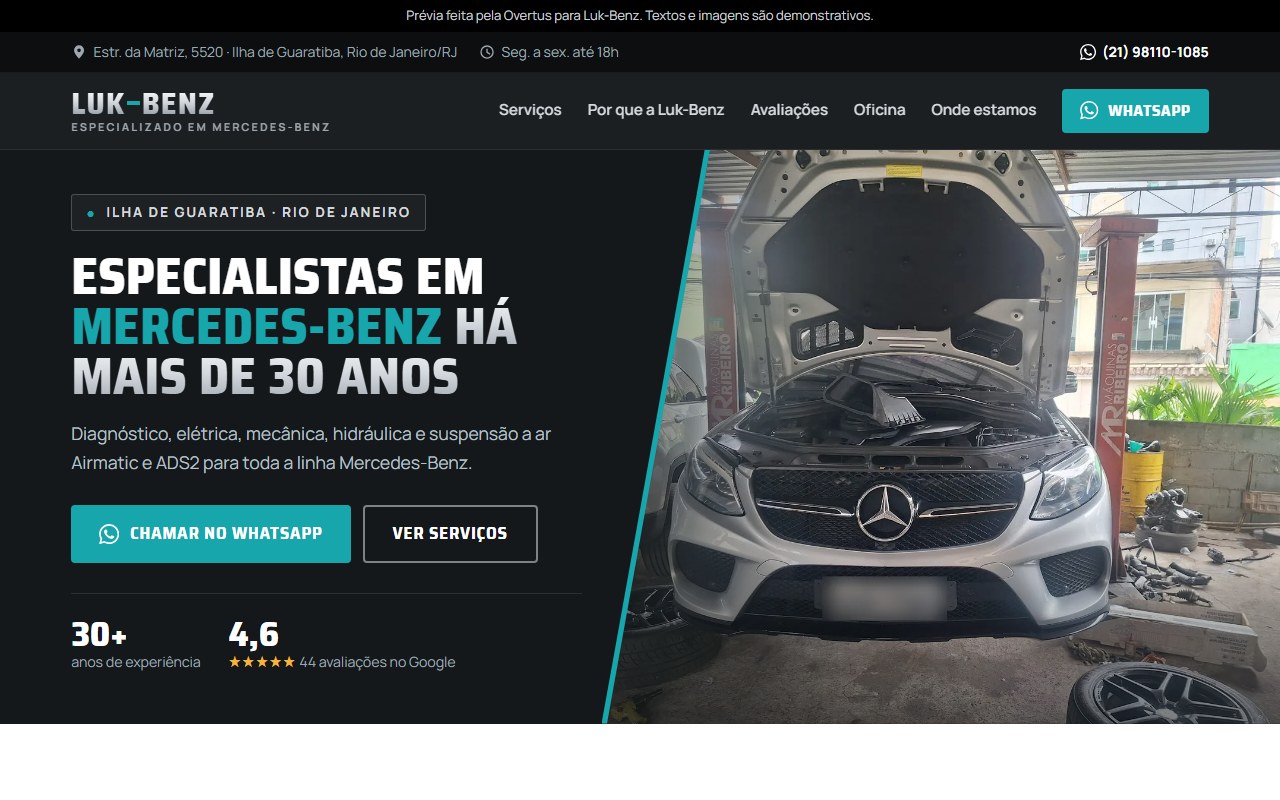 Prévia feita pela Overtus para Luk-Benz. Textos e imagens são demonstrativos.
Estr. da Matriz, 5520 · Ilha de Guaratiba, Rio de Janeiro/RJ
Seg. a sex. até 18h
(21) 98110-1085
LUK–BENZ
ESPECIALIZADO EM MERCEDES-BENZ
Serviços
Por que a Luk-Benz
Avaliações
Oficina
Onde estamos
WHATSAPP
ILHA DE GUARATIBA · RIO DE JANEIRO
ESPECIALISTAS EM
MERCEDES-BENZ HÁ
MAIS DE 30 ANOS
Diagnóstico, elétrica, mecânica, hidráulica e suspensão a ar
Airmatic e ADS2 para toda a linha Mercedes-Benz.
CHAMAR NO WHATSAPP
VER SERVIÇOS
30+
anos de experiência
4,6
★★★★★ 44 avaliações no Google
MR MAQUINAS RIBEIRO
MR MAQUINAS RIBEIRO